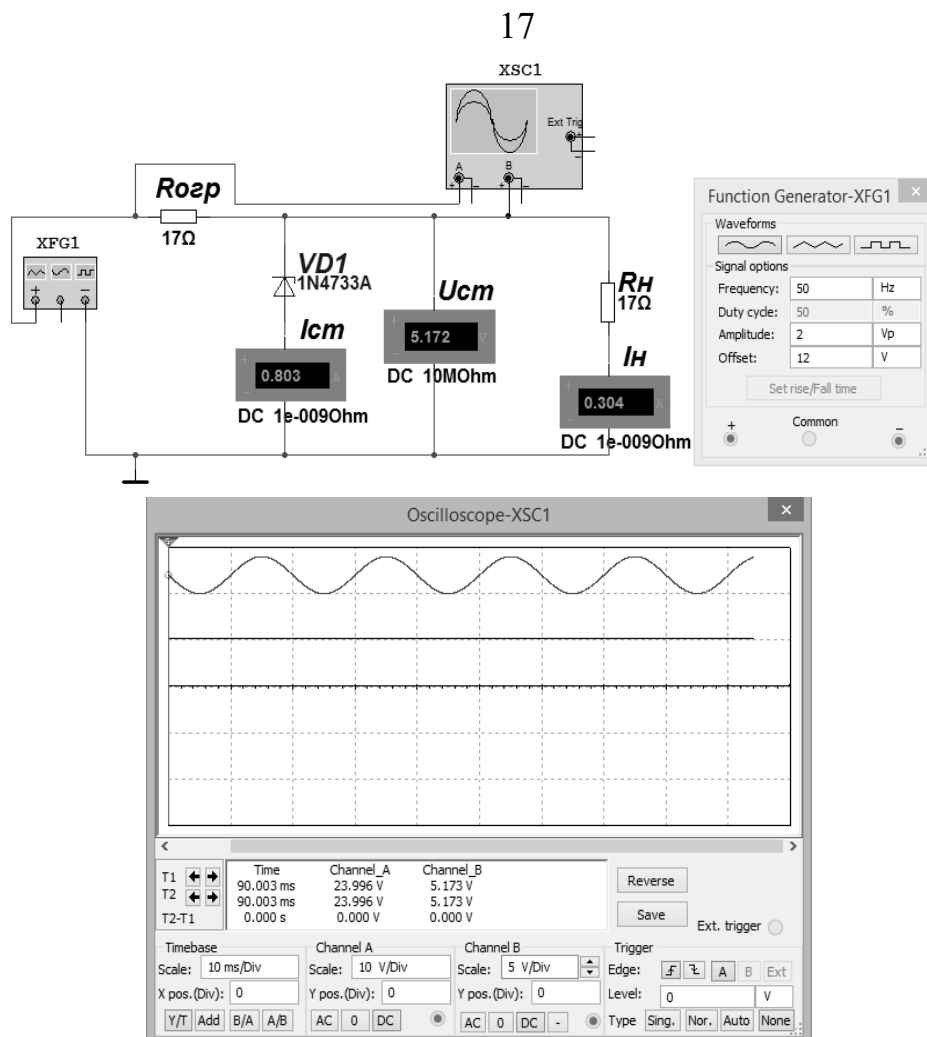 17
XSC1
Ext Trig
+
-
A B
+ - + -
Rогр
17Ω
XFG1
+ -
VD1
1N4733A
Iст
+
0.803 A
-
DC 1e-009Ohm
Uст
+
5.172 V
-
DC 10MOhm
Rн
17Ω
Iн
+
0.304 A
-
DC 1e-009Ohm
Function Generator-XFG1 ×
Waveforms
Signal options
Frequency: 50 Hz
Duty cycle: 50 %
Amplitude: 2 Vp
Offset: 12 V
Set rise/Fall time
+ Common -
Oscilloscope-XSC1 ×
Time Channel_A Channel_B
T1 90.003 ms 23.996 V 5.173 V
T2 90.003 ms 23.996 V 5.173 V
T2-T1 0.000 s 0.000 V 0.000 V
Reverse
Save
Ext. trigger
Timebase
Scale: 10 ms/Div
X pos.(Div): 0
Y/T Add B/A A/B
Channel A
Scale: 10 V/Div
Y pos.(Div): 0
AC 0 DC
Channel B
Scale: 5 V/Div
Y pos.(Div): 0
AC 0 DC -
Trigger
Edge: A B Ext
Level: 0 V
Type Sing. Nor. Auto None